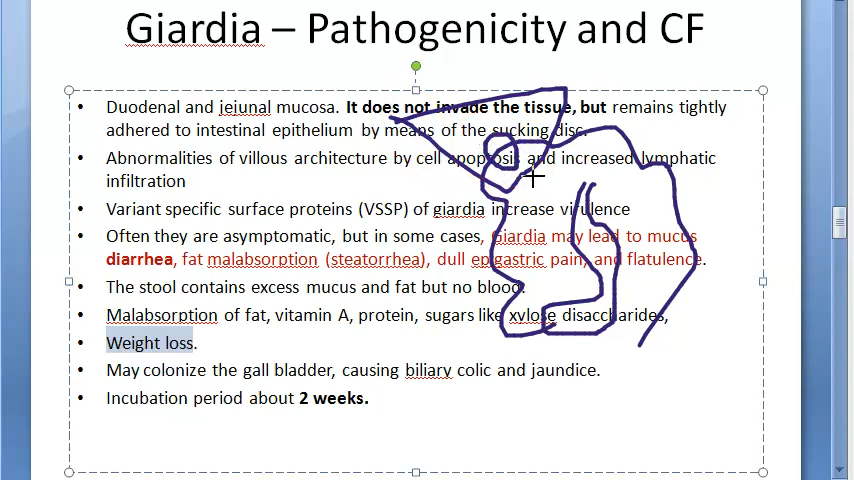 Giardia – Pathogenicity and CF
• Duodenal and jejunal mucosa. It does not invade the tissue, but remains tightly
adhered to intestinal epithelium by means of the sucking disc.
• Abnormalities of villous architecture by cell apoptosis and increased lymphatic
infiltration
• Variant specific surface proteins (VSSP) of giardia increase virulence
• Often they are asymptomatic, but in some cases, Giardia may lead to mucus
diarrhea, fat malabsorption (steatorrhea), dull epigastric pain, and flatulence.
• The stool contains excess mucus and fat but no blood.
• Malabsorption of fat, vitamin A, protein, sugars like xylose disaccharides,
• Weight loss.
• May colonize the gall bladder, causing biliary colic and jaundice.
• Incubation period about 2 weeks.